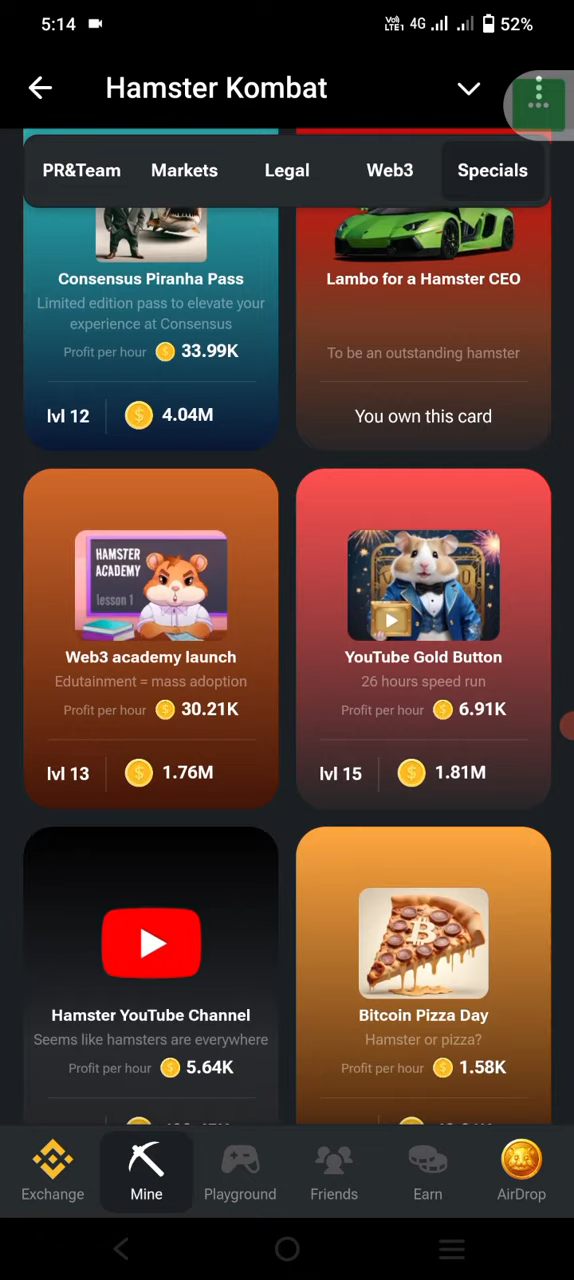 5:14
Vo))
LTE1
4G
52%
Hamster Kombat
PR&Team
Markets
Legal
Web3
Specials
Consensus Piranha Pass
Limited edition pass to elevate your
experience at Consensus
Profit per hour 33.99K
lvl 12
4.04M
Lambo for a Hamster CEO
To be an outstanding hamster
You own this card
HAMSTER
ACADEMY
lesson 1
Web3 academy launch
Edutainment = mass adoption
Profit per hour 30.21K
lvl 13
1.76M
YouTube Gold Button
26 hours speed run
Profit per hour 6.91K
lvl 15
1.81M
Hamster YouTube Channel
Seems like hamsters are everywhere
Profit per hour 5.64K
Bitcoin Pizza Day
Hamster or pizza?
Profit per hour 1.58K
Exchange
Mine
Playground
Friends
Earn
AirDrop